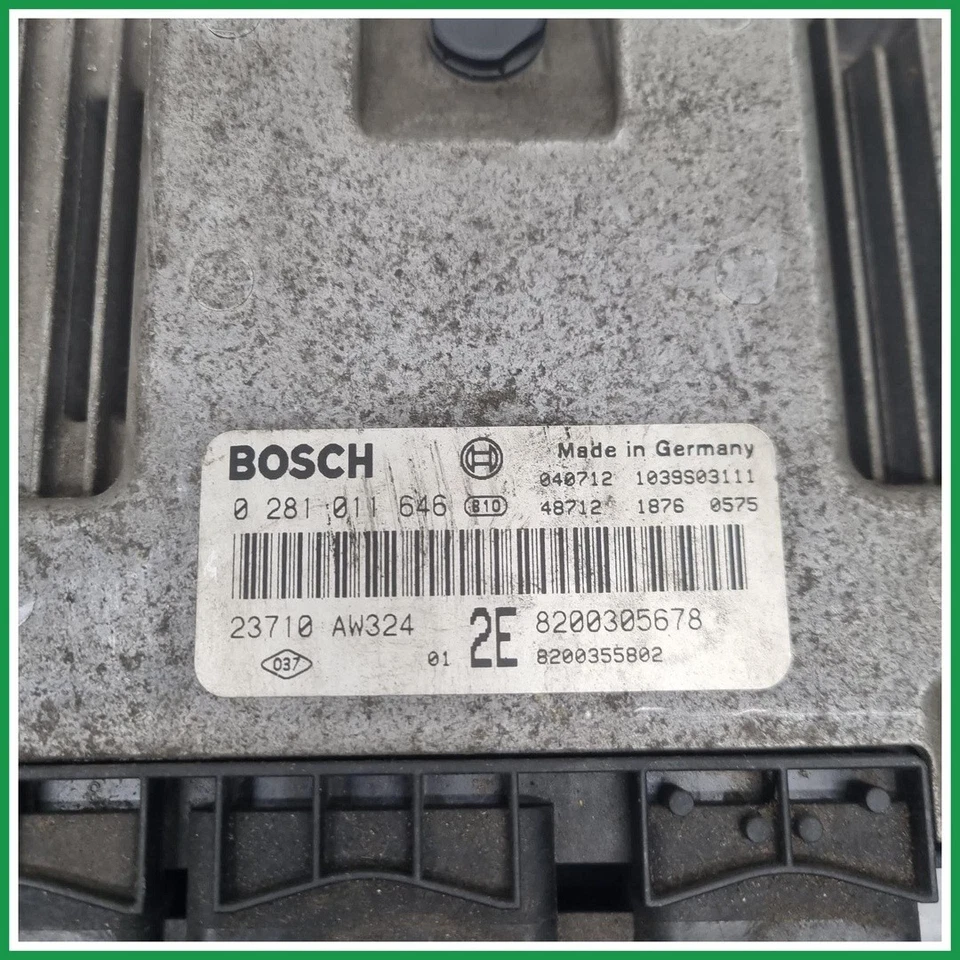 BOSCH
Made in Germany
040712 1039S03111
0 281 011 646 810 48712 1876 0575
23710 AW324 2E 8200305678
037 01 8200355802